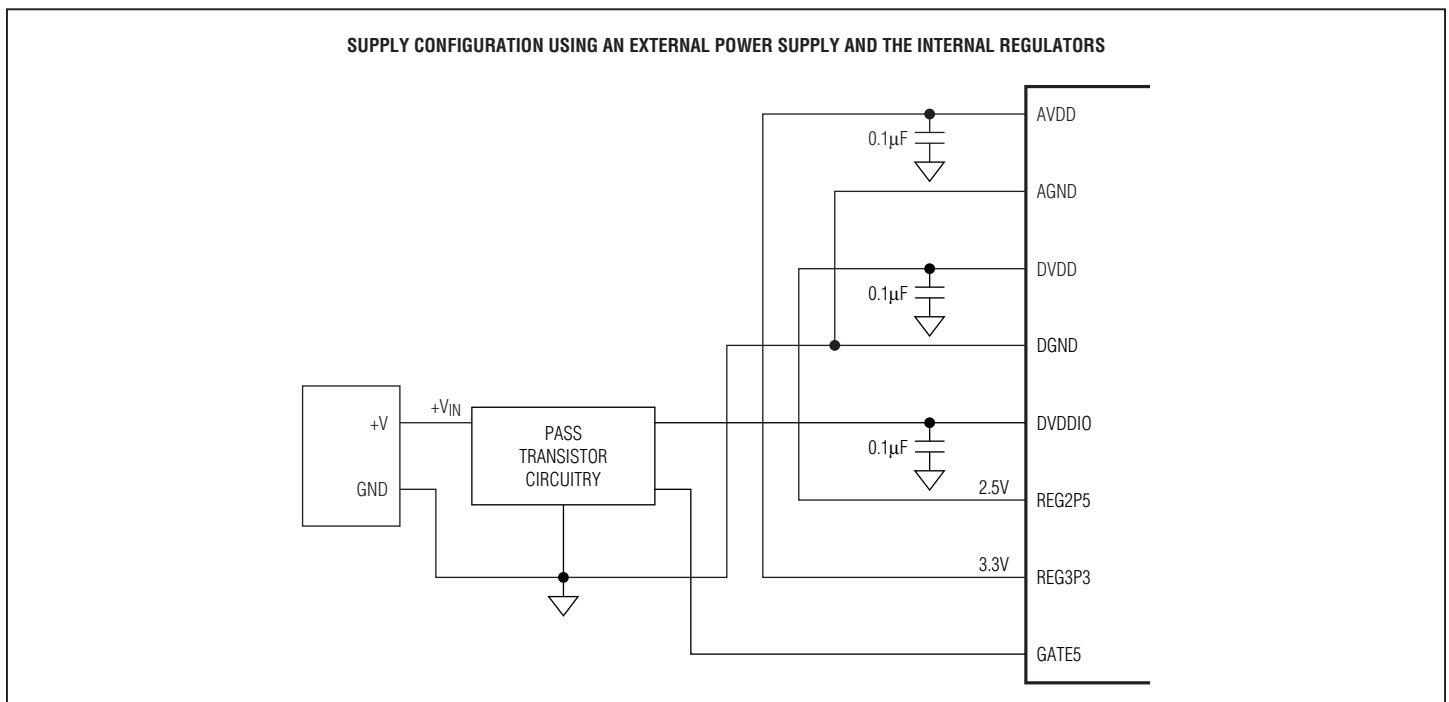 SUPPLY CONFIGURATION USING AN EXTERNAL POWER SUPPLY AND THE INTERNAL REGULATORS
AVDD
0.1μF
AGND
DVDD
0.1μF
DGND
+VIN
+V
PASS
TRANSISTOR
CIRCUITRY
GND
DVDDIO
0.1μF
2.5V
REG2P5
3.3V
REG3P3
GATE5